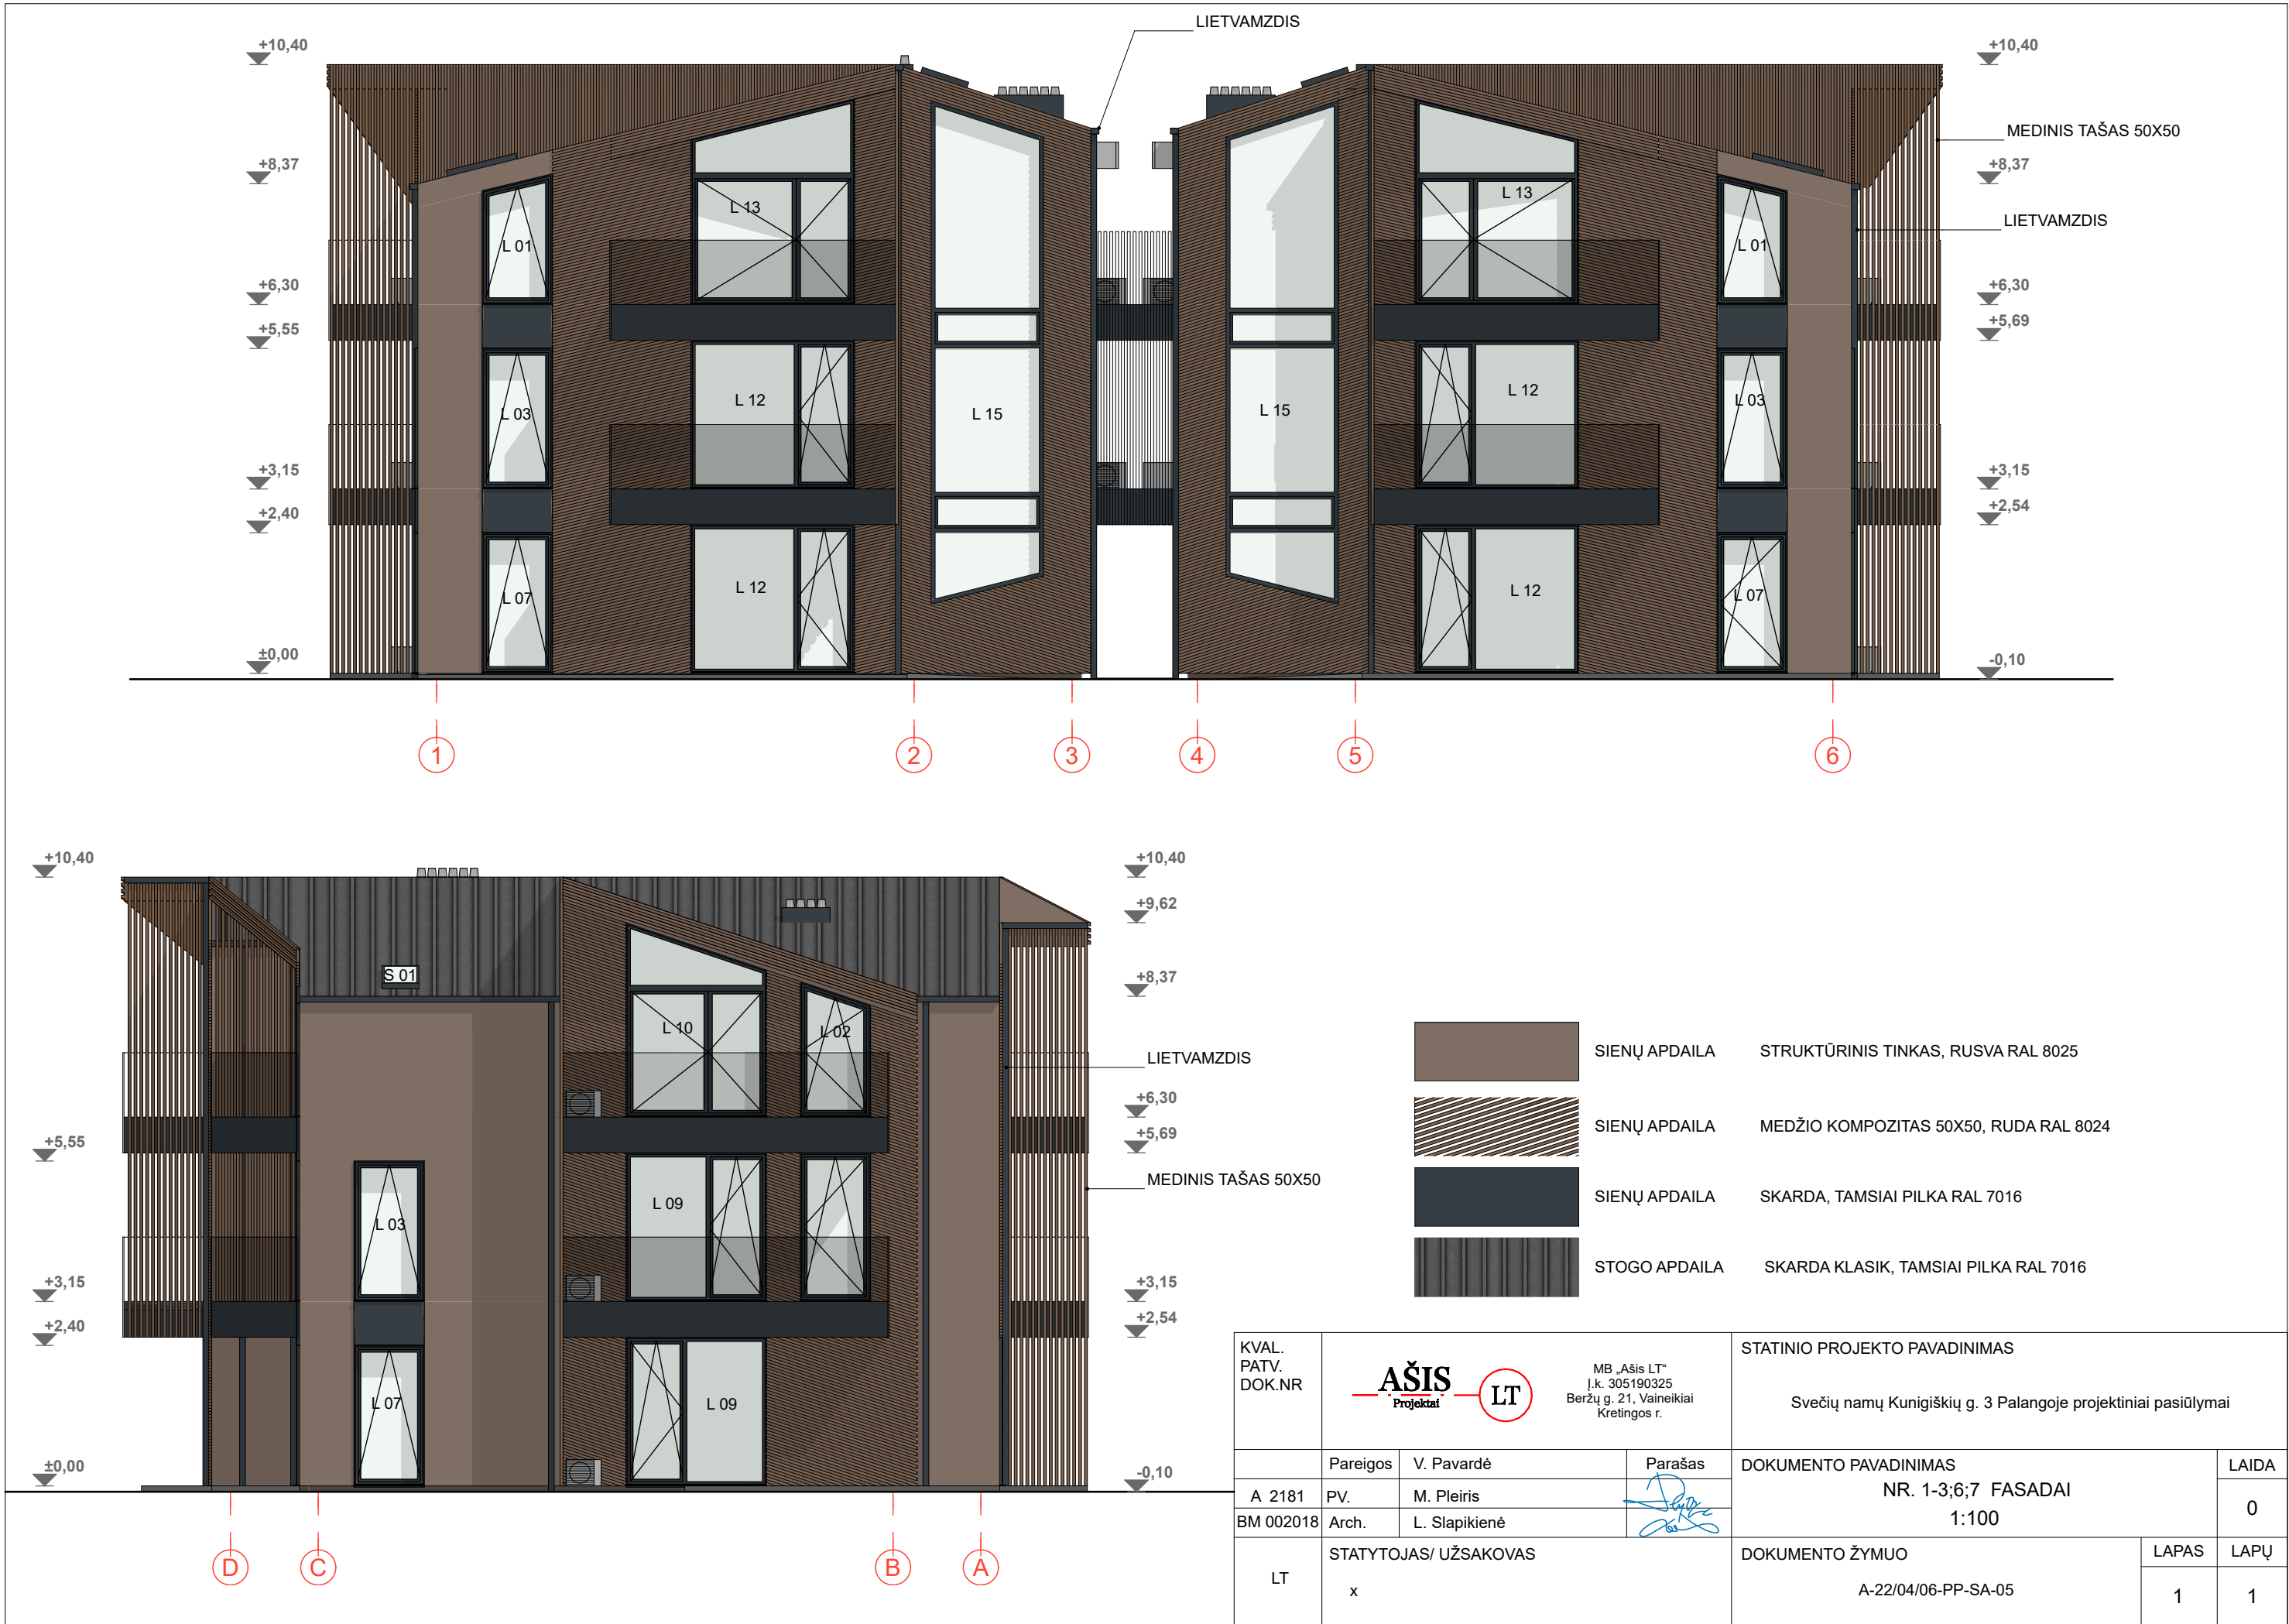 LIETVAMZDIS
+10,40
+10,40
MEDINIS TAŠAS 50X50
+8,37
+8,37
L 13
L 13
LIETVAMZDIS
L 01
L 01
+6,30
+6,30
+5,55
+5,69
L 12
L 12
L 03
L 15
L 15
L 03
+3,15
+3,15
+2,40
+2,54
L 12
L 12
L 07
L 07
±0,00
-0,10
1
2
3
4
5
6
+10,40
+10,40
+9,62
S 01
+8,37
L 10
L 02
LIETVAMZDIS
+6,30
+5,55
+5,69
MEDINIS TAŠAS 50X50
L 09
L 03
+3,15
+3,15
+2,40
+2,54
L 07
L 09
±0,00
-0,10
D
C
B
A
SIENŲ APDAILA STRUKTŪRINIS TINKAS, RUSVA RAL 8025
SIENŲ APDAILA MEDŽIO KOMPOZITAS 50X50, RUDA RAL 8024
SIENŲ APDAILA SKARDA, TAMSIAI PILKA RAL 7016
STOGO APDAILA SKARDA KLASIK, TAMSIAI PILKA RAL 7016
KVAL.
PATV.
DOK.NR
AŠIS
Projektai
LT
MB „Ašis LT“
Į.k. 305190325
Beržų g. 21, Vaineikiai
Kretingos r.
STATINIO PROJEKTO PAVADINIMAS
Svečių namų Kunigiškių g. 3 Palangoje projektiniai pasiūlymai
Pareigos V. Pavardė Parašas
A 2181 PV. M. Pleiris
BM 002018 Arch. L. Slapikienė
DOKUMENTO PAVADINIMAS
NR. 1-3;6;7 FASADAI
1:100
LAIDA
0
LT
STATYTOJAS/ UŽSAKOVAS
x
DOKUMENTO ŽYMUO
A-22/04/06-PP-SA-05
LAPAS LAPŲ
1 1